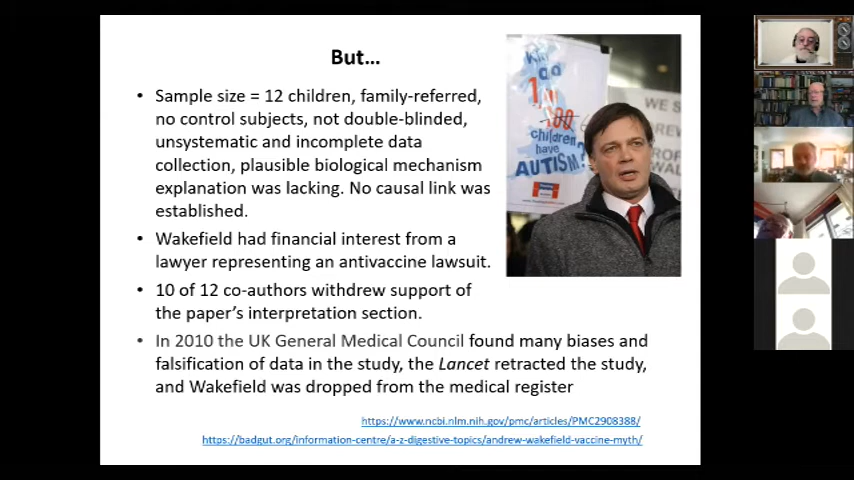 But...
• Sample size = 12 children, family-referred,
no control subjects, not double-blinded,
unsystematic and incomplete data
collection, plausible biological mechanism
explanation was lacking. No causal link was
established.
• Wakefield had financial interest from a
lawyer representing an antivaccine lawsuit.
• 10 of 12 co-authors withdrew support of
the paper's interpretation section.
• In 2010 the UK General Medical Council found many biases and
falsification of data in the study, the Lancet retracted the study,
and Wakefield was dropped from the medical register
https://www.ncbi.nlm.nih.gov/pmc/articles/PMC2908388/
https://badgut.org/information-centre/a-z-digestive-topics/andrew-wakefield-vaccine-myth/
1
100
children
have
AUTISM!
WE S